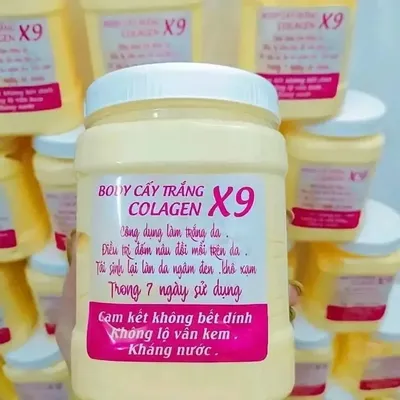 BODY CẤY TRẮNG
COLAGEN X9
Công dụng làm trắng da .
Điều trị đốm nâu đồi mồi trên da .
Tái sinh lại làn da ngâm đen .khô xạm
Trong 7 ngày sử dụng
Cam kết không bết dính
Không lộ vân kem .
Kháng nước .